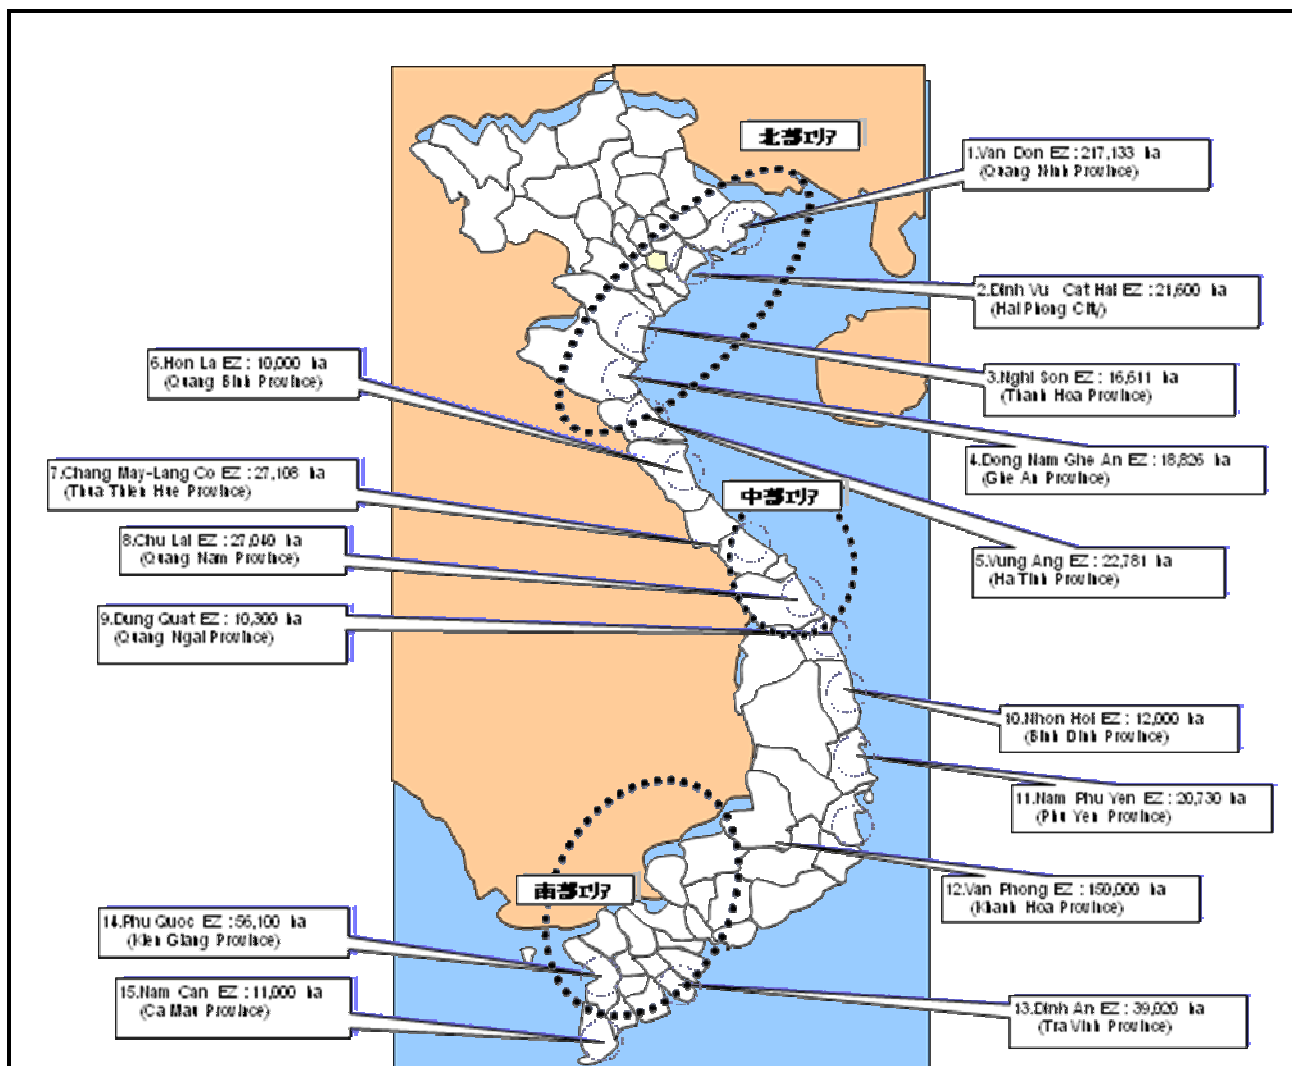 北部エリア
1.Van Don EZ : 217,133 ha
(Quang Ninh Province)
2.Dinh Vu Cat Hai EZ : 21,600 ha
(Hai Phong City)
3.Nghi Son EZ : 16,611 ha
(Thanh Hoa Province)
4.Dong Nam Ghe An EZ : 18,826 ha
(Ghe An Province)
中部エリア
5.Vung Ang EZ : 22,781 ha
(Ha Tinh Province)
6.Hon La EZ : 10,000 ha
(Quang Binh Province)
7.Chang May-Lang Co EZ : 27,108 ha
(Thua Thien Hue Province)
8.Chu Lai EZ : 27,040 ha
(Quang Nam Province)
9.Dung Quat EZ : 10,300 ha
(Quang Ngai Province)
10.Nhon Hoi EZ : 12,000 ha
(Binh Dinh Province)
11.Nam Phu Yen EZ : 20,730 ha
(Phu Yen Province)
南部エリア
12.Van Phong EZ : 150,000 ha
(Khanh Hoa Province)
13.Dinh An EZ : 39,020 ha
(Tra Vinh Province)
14.Phu Quoc EZ :56,100 ha
(Kien Giang Province)
15.Nam Can EZ : 11,000 ha
(Ca Mau Province)